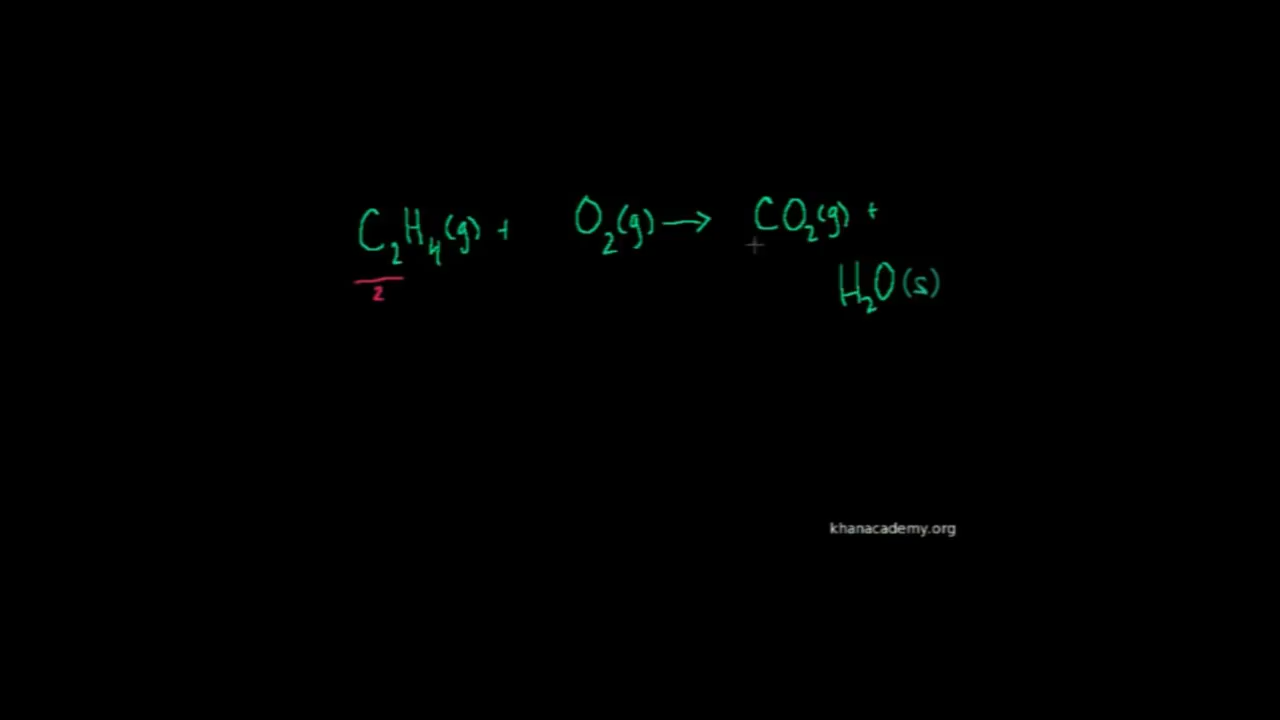 C₂H₄(g) + O₂(g) → CO₂(g) +
H₂O(s)
2
khanacademy.org